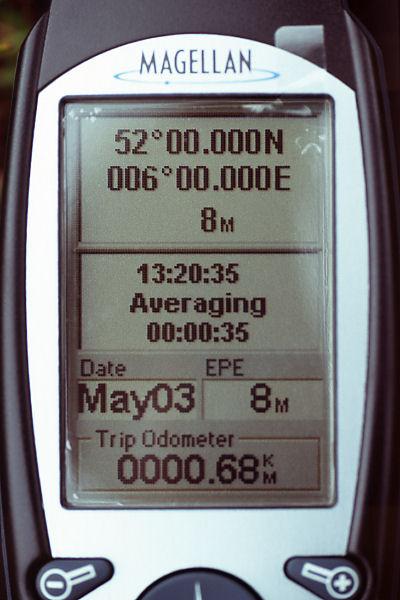 MAGELLAN
52°00.000N
006°00.000E
8M
13:20:35
Averaging
00:00:35
Date EPE
May03 8M
Trip Odometer
0000.68KM